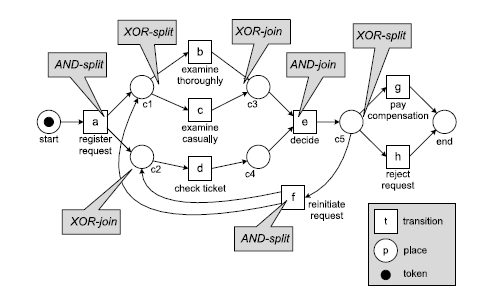 XOR-split
XOR-join
XOR-split
AND-split
AND-join
b
examine
thoroughly
g
pay
compensation
c1
c3
a
register
request
start
c
examine
casually
e
decide
c5
end
c2
d
check ticket
c4
h
reject
request
f
reinitiate
request
XOR-join
AND-split
t
transition
p
place
token